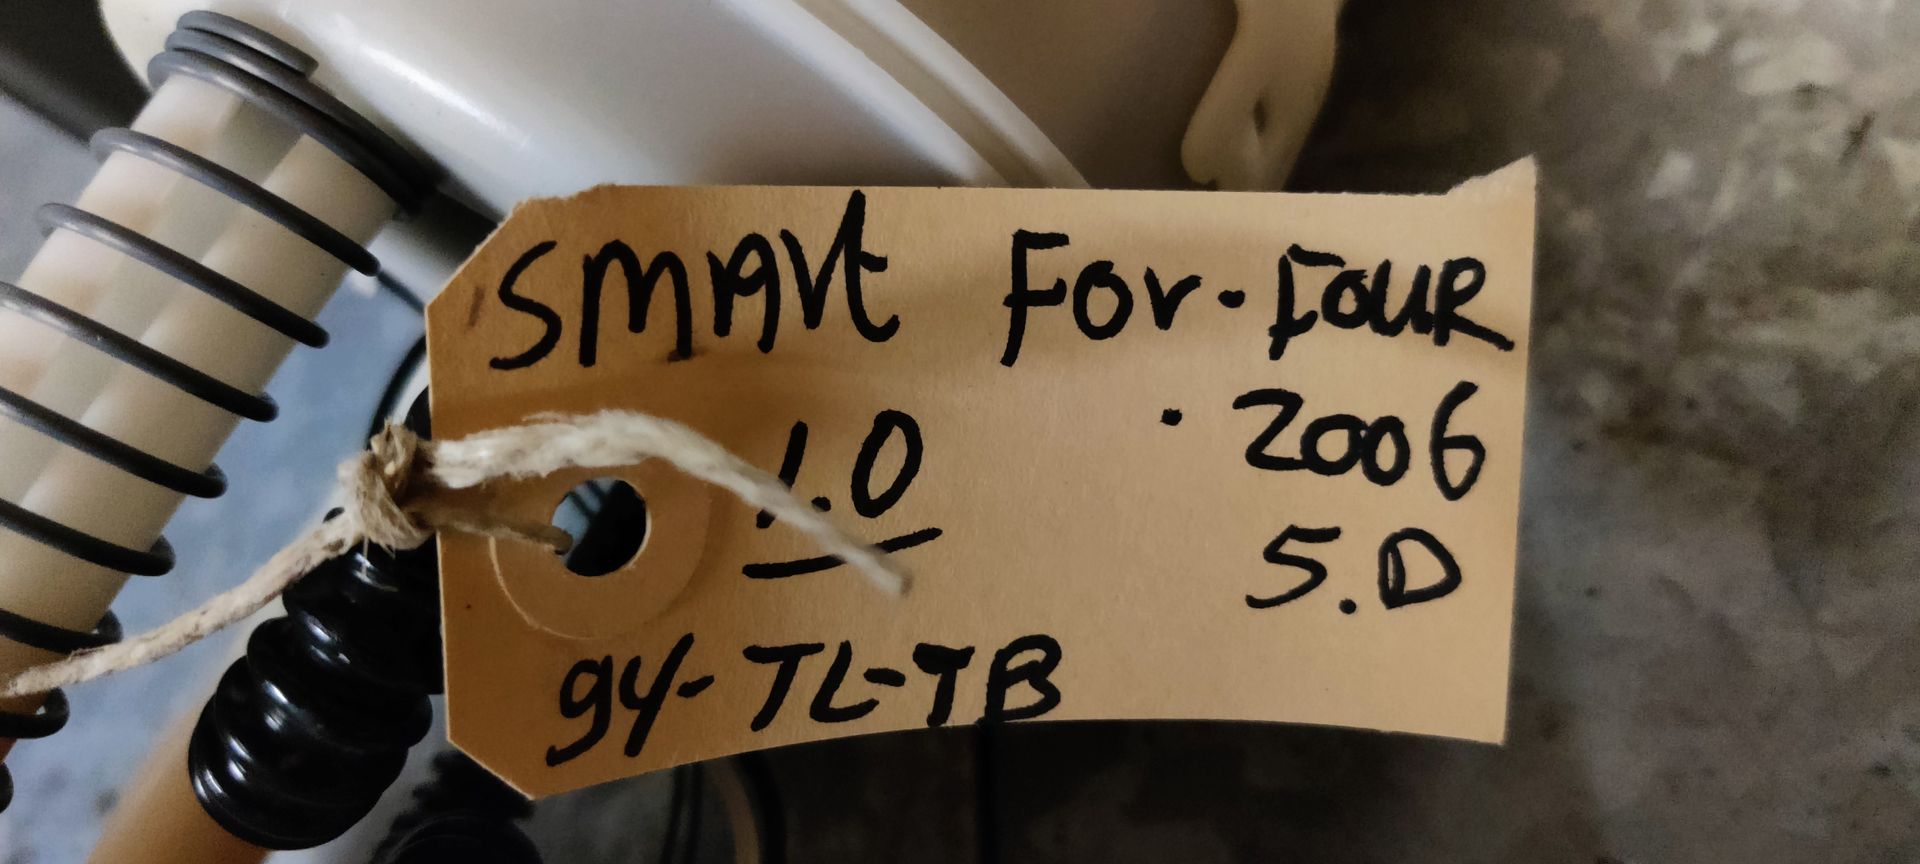 SMARt FOr-FOUR
1.0 . 2006
5.D
94-TL-TB